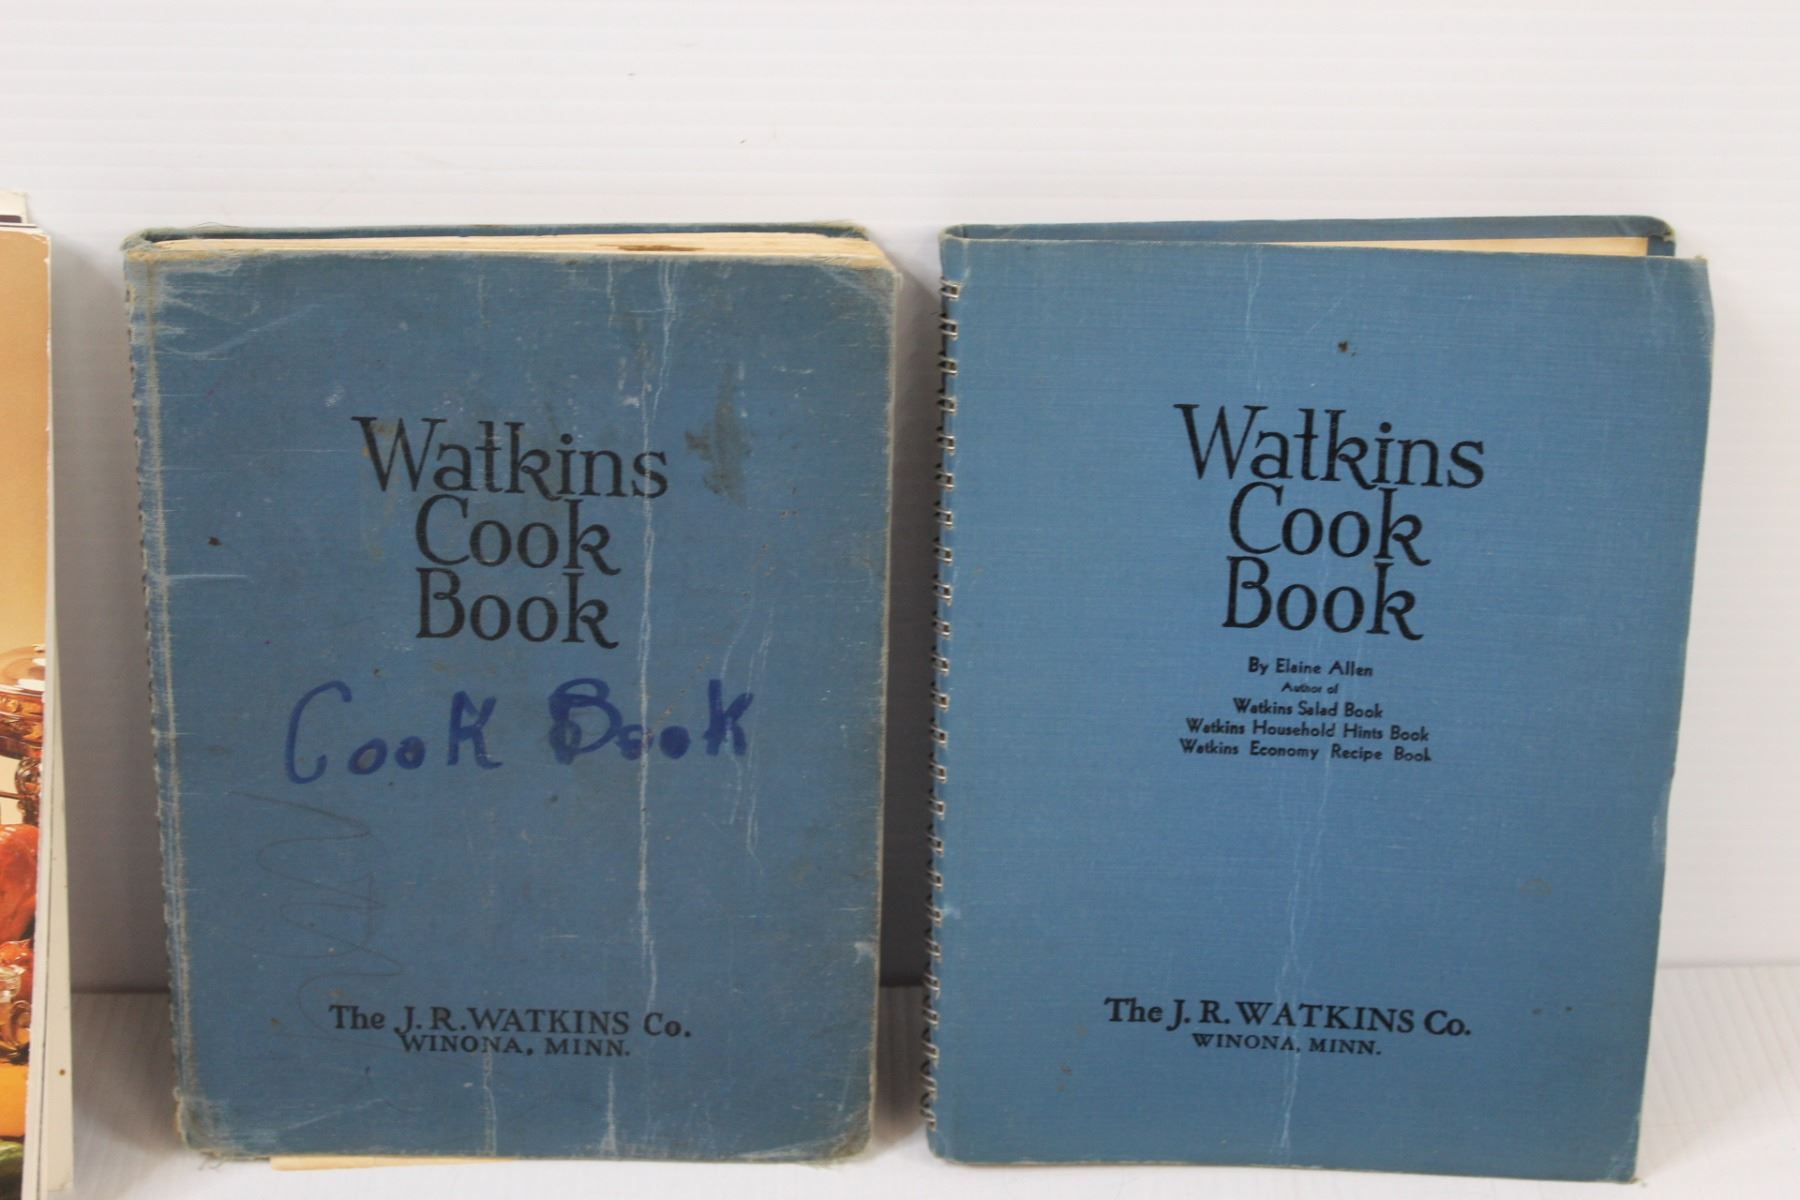 Watkins
Cook
Book
Cook Book
The J. R. WATKINS Co.
WINONA, MINN.
Watkins
Cook
Book
By Elaine Allen
Author of
Watkins Salad Book
Watkins Household Hints Book
Watkins Economy Recipe Book
The J. R. WATKINS Co.
WINONA, MINN.